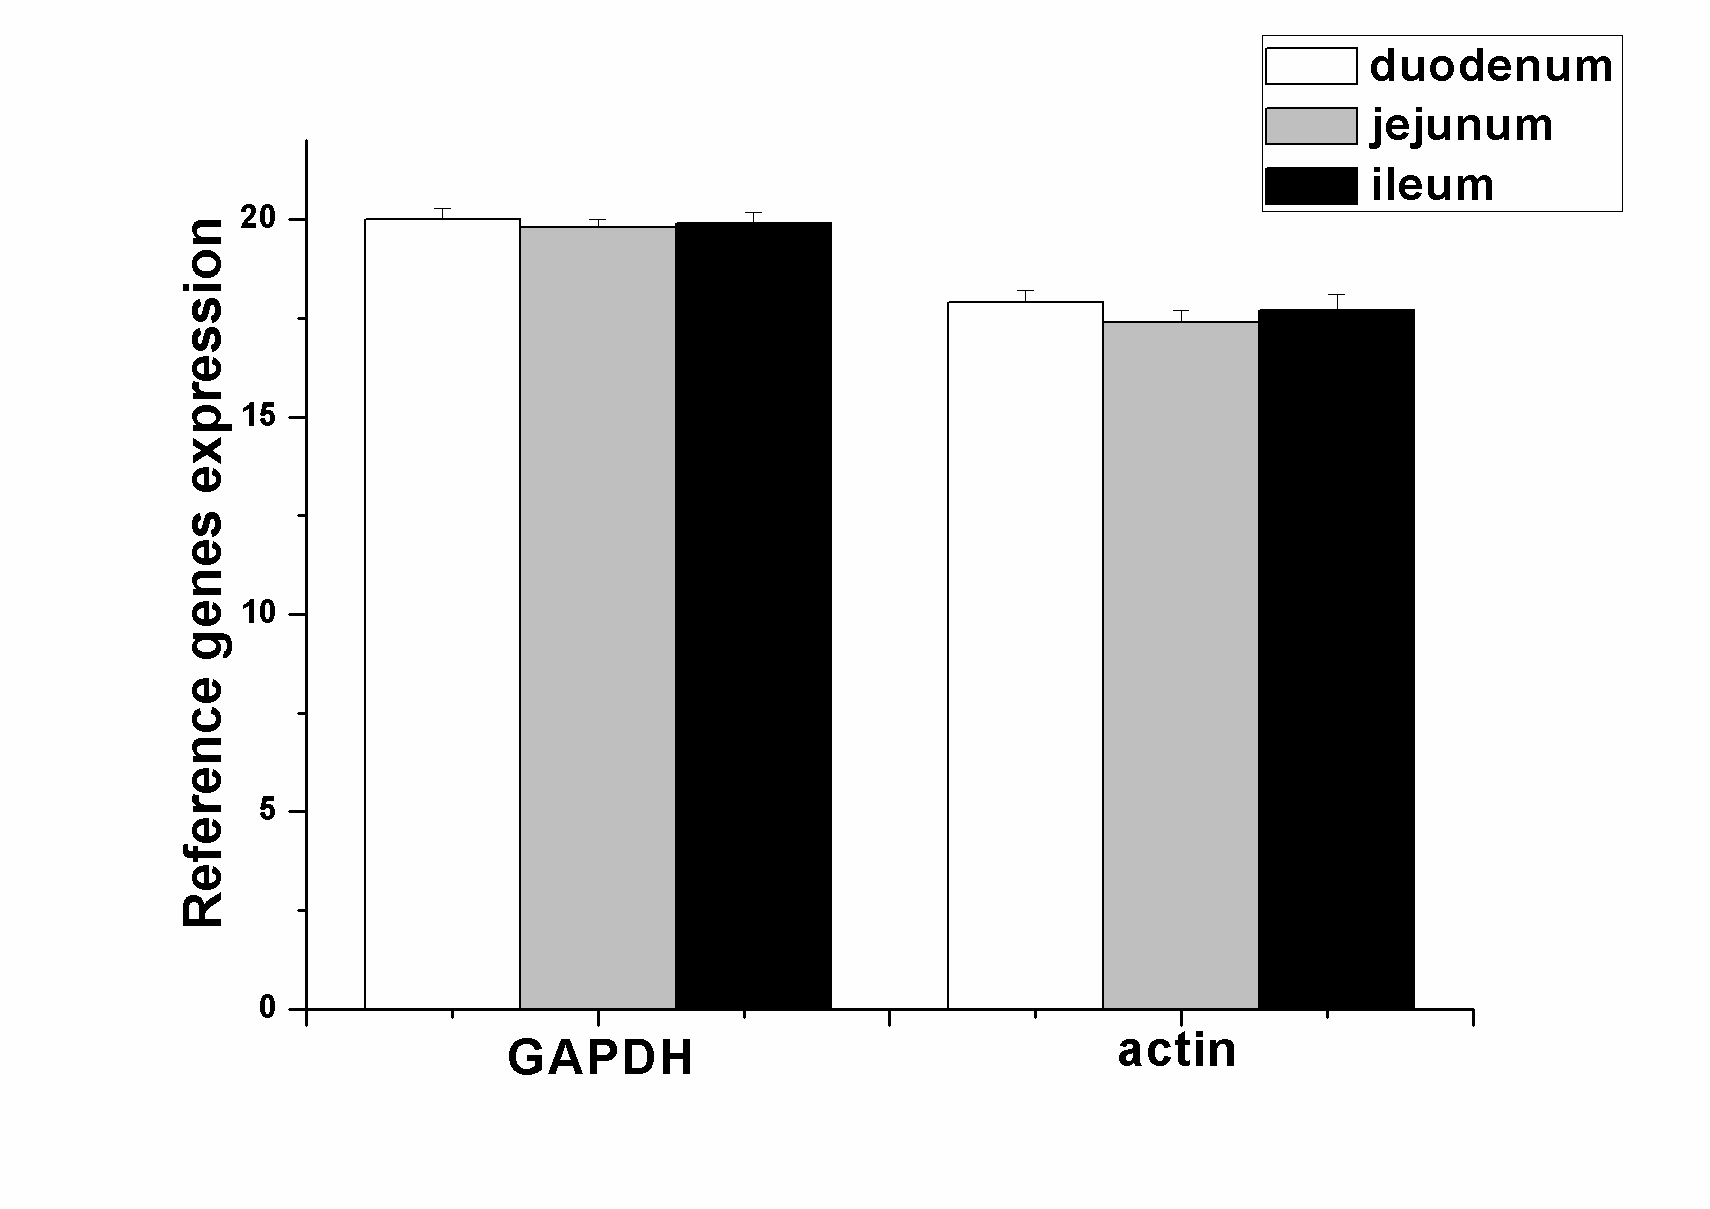 duodenum
jejunum
ileum
Reference genes expression
20
15
10
5
0
GAPDH
actin